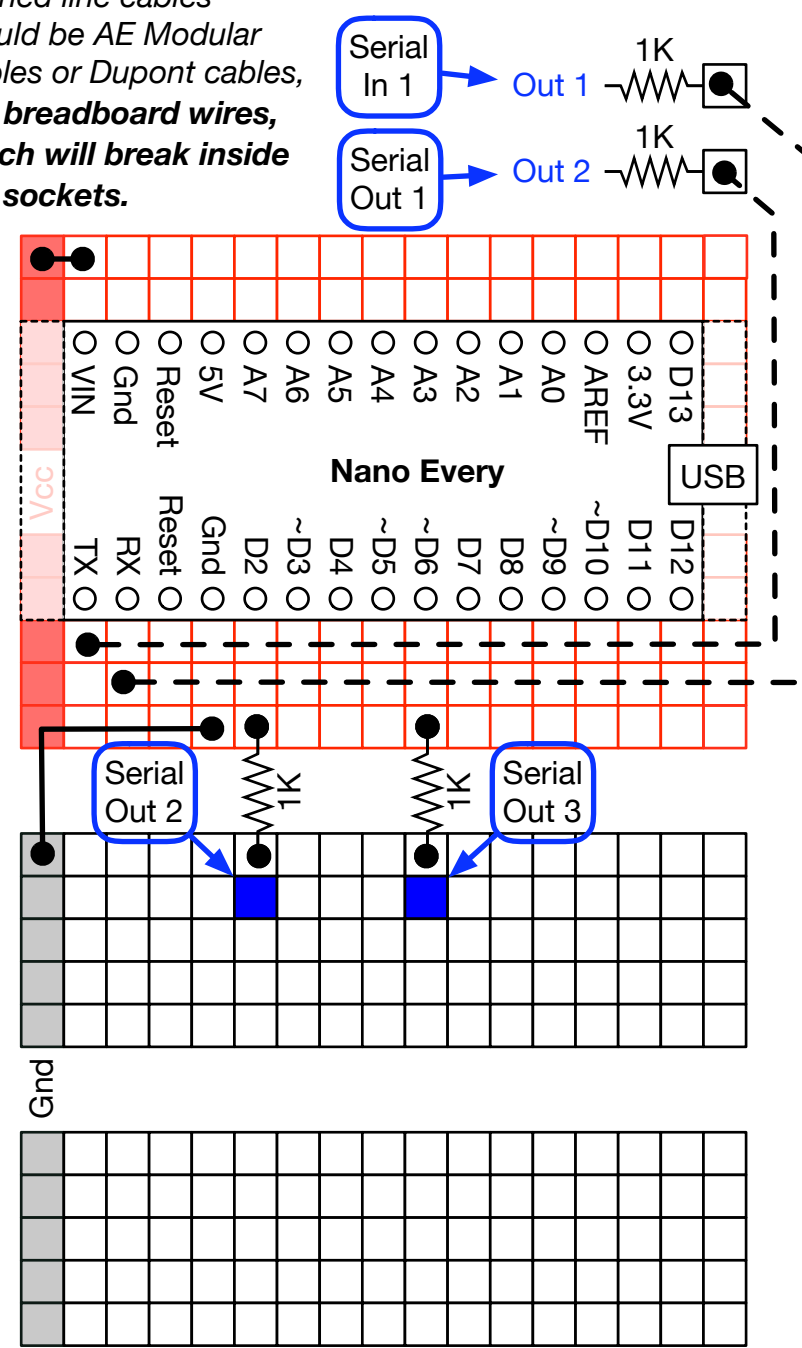 line cables
be AE Modular
or Dupont cables,
breadboard wires,
will break inside
sockets.
Serial
In 1
Out 1
1K
Serial
Out 1
Out 2
1K
VIN
Gnd
Reset
5V
A7
A6
A5
A4
A3
A2
A1
A0
AREF
3.3V
D13
Vcc
Nano Every
USB
TX
RX
Reset
Gnd
D2
~D3
D4
~D5
~D6
D7
D8
~D9
~D10
D11
D12
Serial
Out 2
1K
1K
Serial
Out 3
Gnd